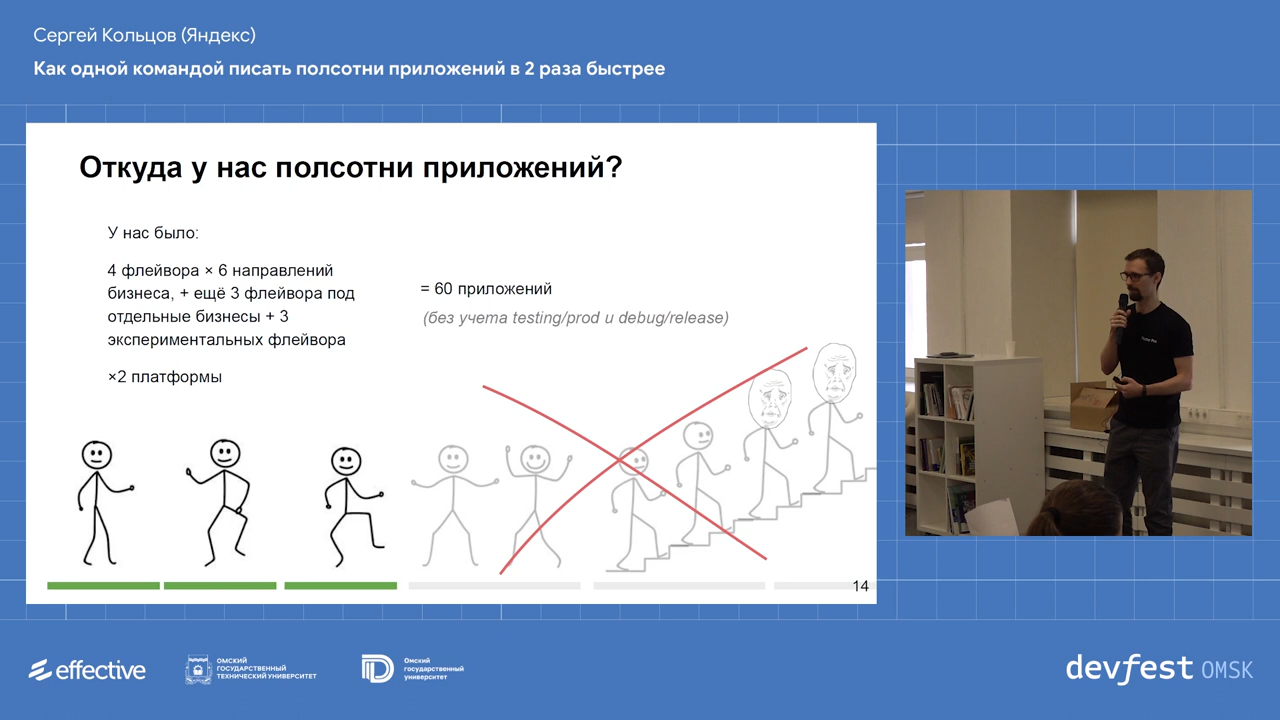 Сергей Кольцов (Яндекс)
Как одной командой писать полсотни приложений в 2 раза быстрее
Откуда у нас полсотни приложений?
У нас было:
4 флейвора × 6 направлений
бизнеса, + ещё 3 флейвора под
отдельные бизнесы + 3
экспериментальных флейвора
×2 платформы
= 60 приложений
(без учета testing/prod и debug/release)
14
effective
ОМСКИЙ
ГОСУДАРСТВЕННЫЙ
ТЕХНИЧЕСКИЙ УНИВЕРСИТЕТ
Омский
государственный
университет
devfest OMSK